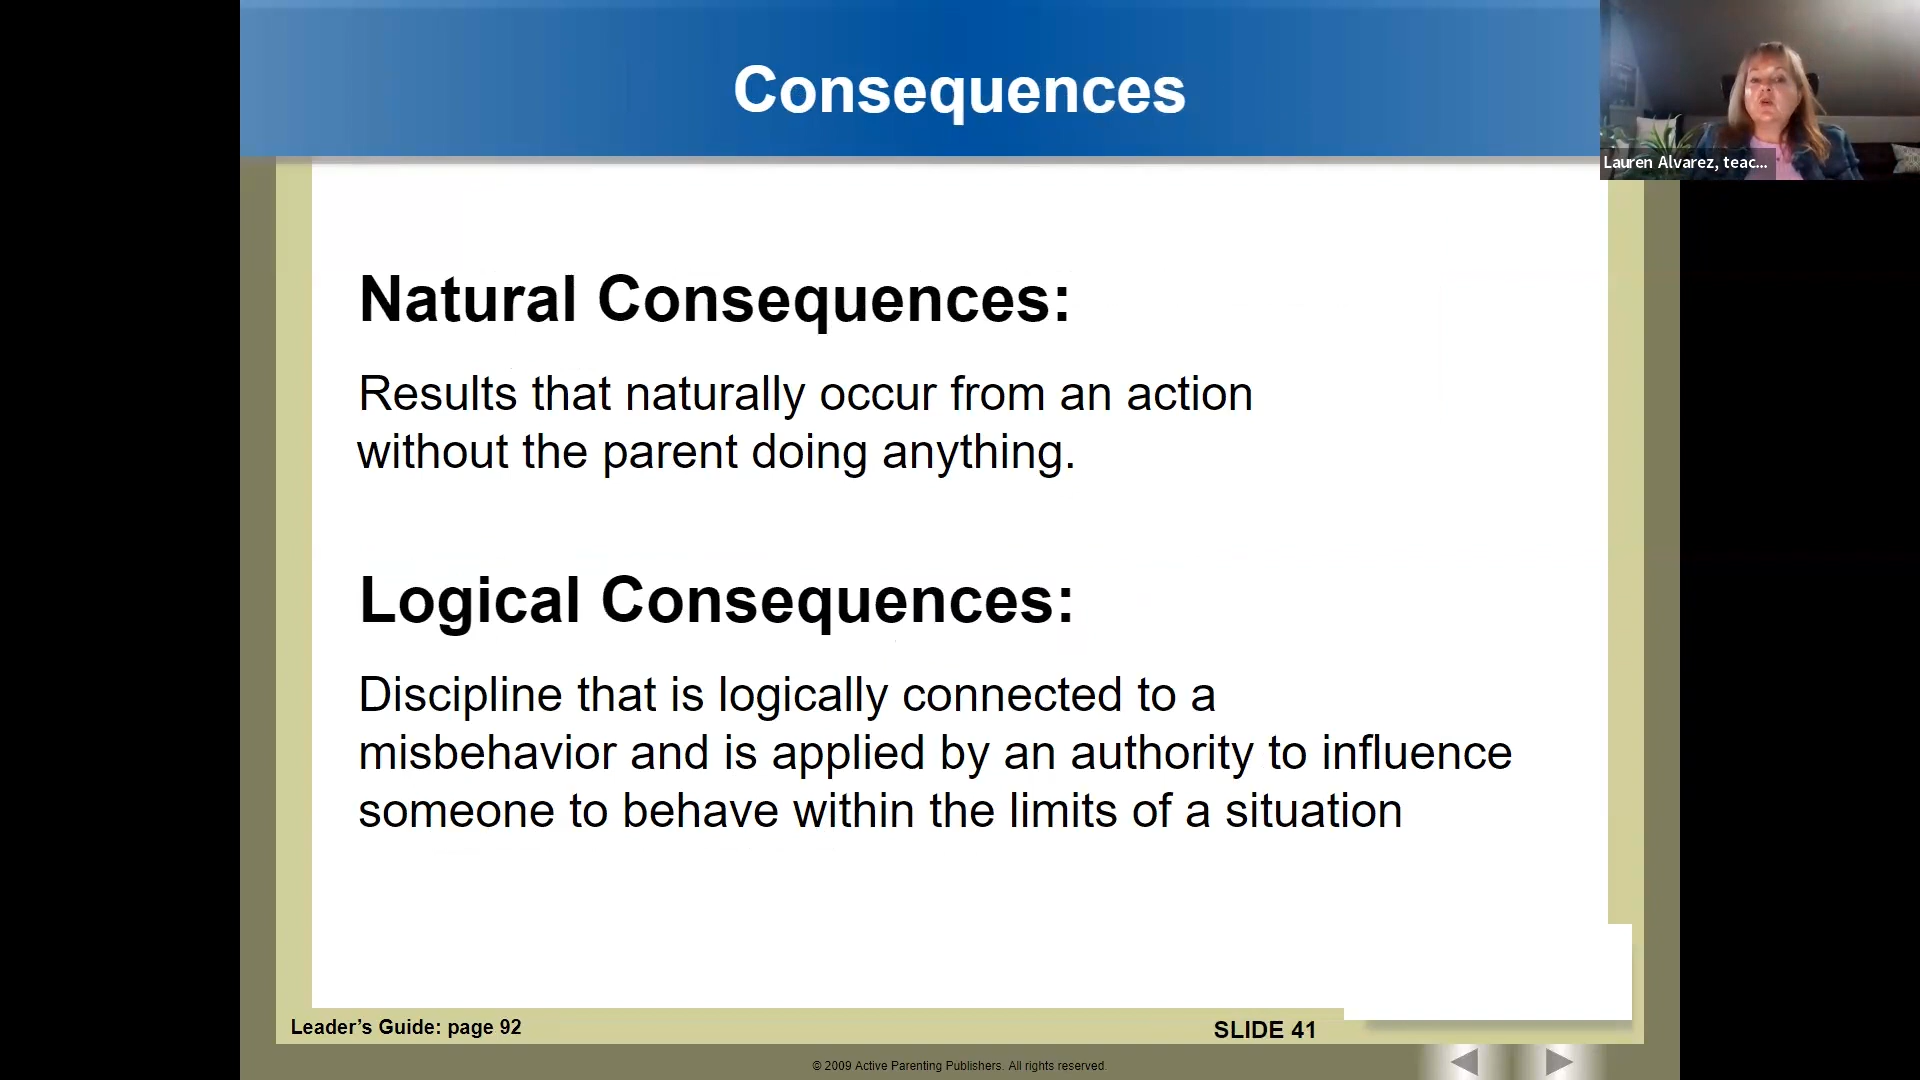 Consequences
Lauren Alvarez, teac...
Natural Consequences:
Results that naturally occur from an action
without the parent doing anything.
Logical Consequences:
Discipline that is logically connected to a
misbehavior and is applied by an authority to influence
someone to behave within the limits of a situation
Leader's Guide: page 92
SLIDE 41
© 2009 Active Parenting Publishers. All rights reserved.